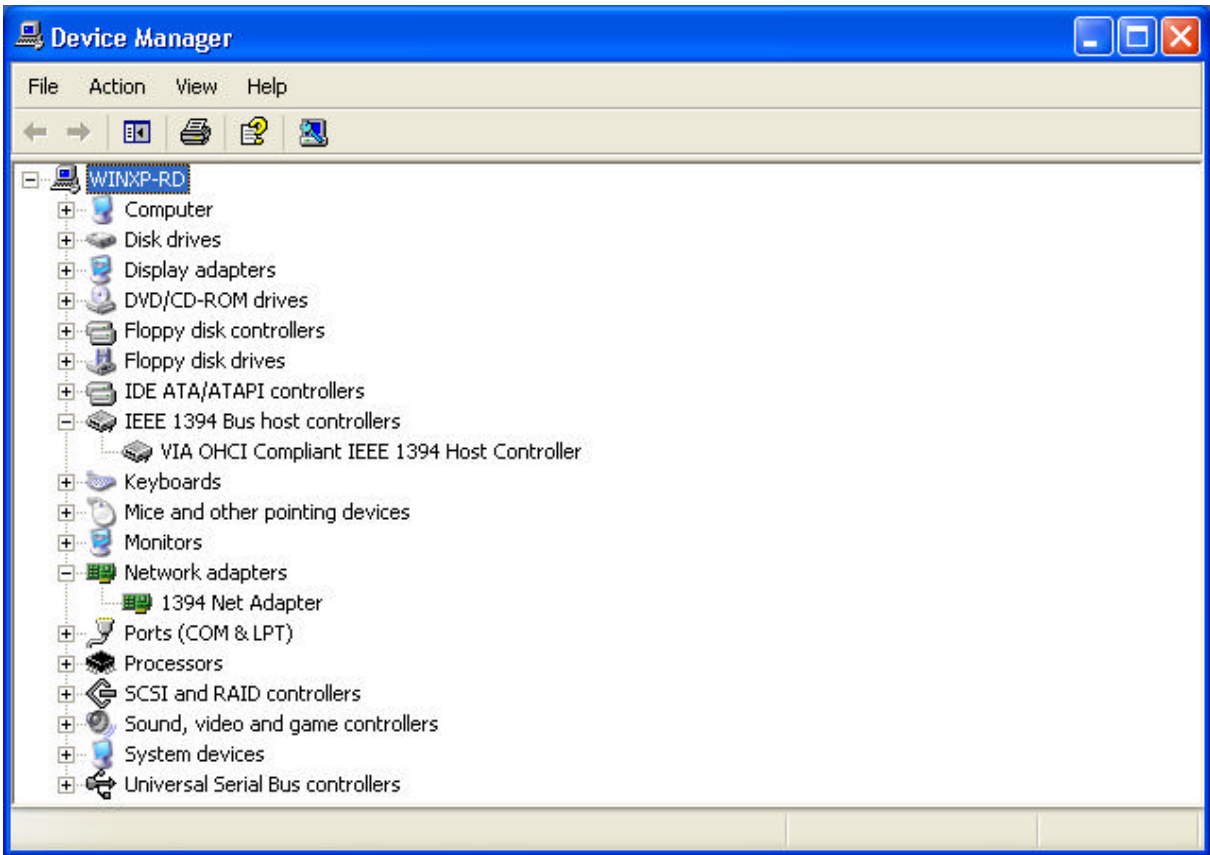 Device Manager
File Action View Help
WINXP-RD
Computer
Disk drives
Display adapters
DVD/CD-ROM drives
Floppy disk controllers
Floppy disk drives
IDE ATA/ATAPI controllers
IEEE 1394 Bus host controllers
VIA OHCI Compliant IEEE 1394 Host Controller
Keyboards
Mice and other pointing devices
Monitors
Network adapters
1394 Net Adapter
Ports (COM & LPT)
Processors
SCSI and RAID controllers
Sound, video and game controllers
System devices
Universal Serial Bus controllers